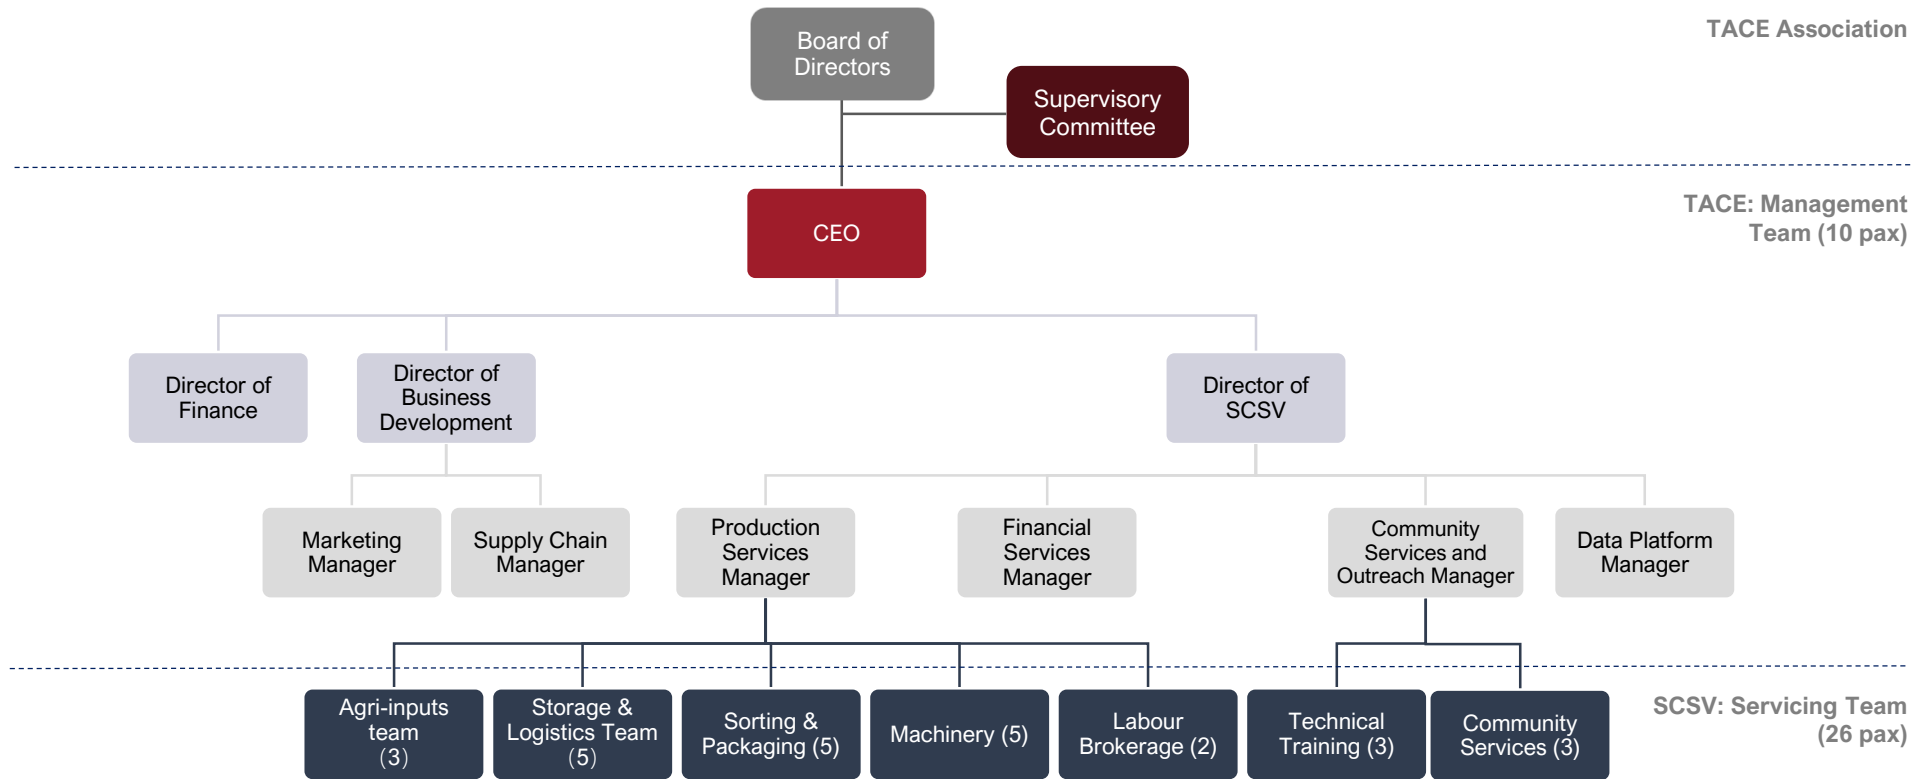 Board of
Directors
TACE Association
Supervisory
Committee
CEO
TACE: Management
Team (10 pax)
Director of
Finance
Director of
Business
Development
Director of
SCSV
Marketing
Manager
Supply Chain
Manager
Production
Services
Manager
Financial
Services
Manager
Community
Services and
Outreach Manager
Data Platform
Manager
Agri-inputs
team
(3)
Storage &
Logistics Team
(5)
Sorting &
Packaging (5)
Machinery (5)
Labour
Brokerage (2)
Technical
Training (3)
Community
Services (3)
SCSV: Servicing Team
(26 pax)